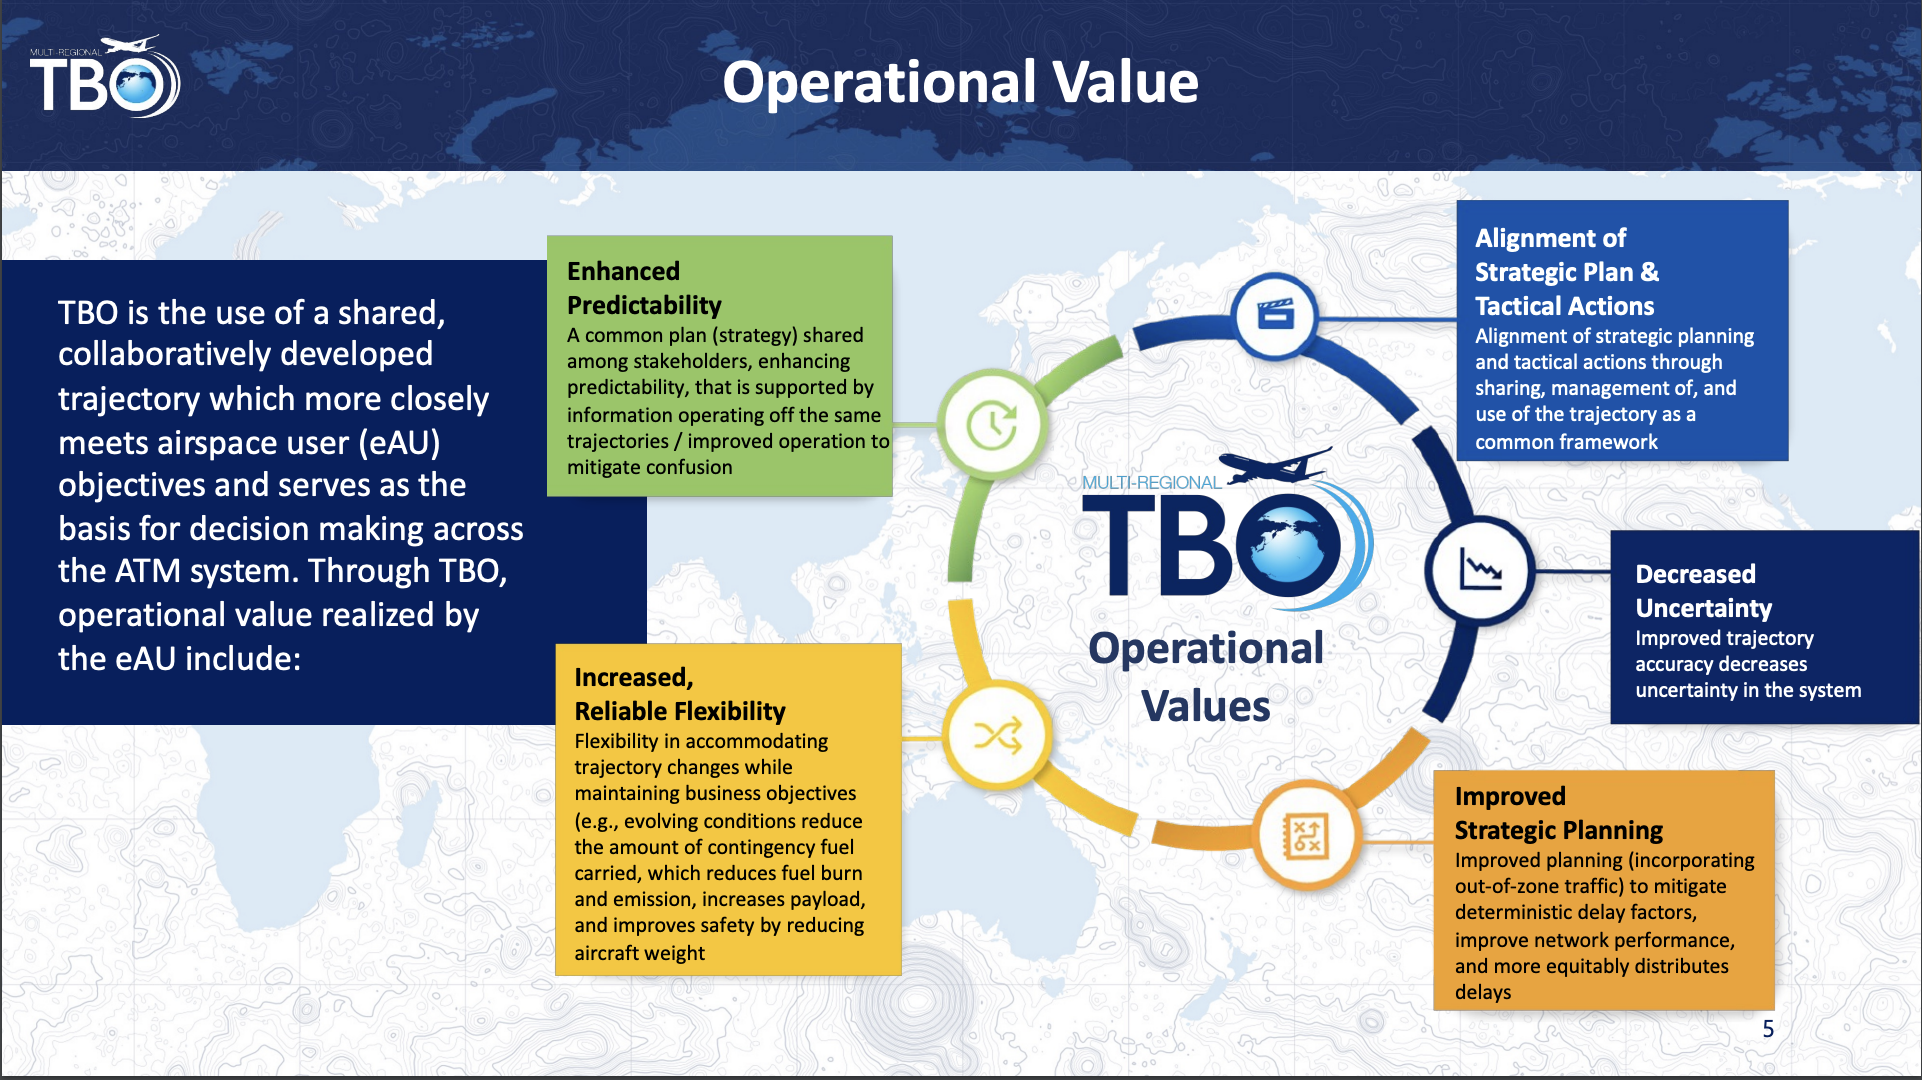 MULTI-REGIONAL
TBO
Operational Value
TBO is the use of a shared,
collaboratively developed
trajectory which more closely
meets airspace user (eAU)
objectives and serves as the
basis for decision making across
the ATM system. Through TBO,
operational value realized by
the eAU include:
Enhanced
Predictability
A common plan (strategy) shared
among stakeholders, enhancing
predictability, that is supported by
information operating off the same
trajectories / improved operation to
mitigate confusion
Increased,
Reliable Flexibility
Flexibility in accommodating
trajectory changes while
maintaining business objectives
(e.g., evolving conditions reduce
the amount of contingency fuel
carried, which reduces fuel burn
and emission, increases payload,
and improves safety by reducing
aircraft weight
MULTI-REGIONAL
TBO
Operational
Values
Alignment of
Strategic Plan &
Tactical Actions
Alignment of strategic planning
and tactical actions through
sharing, management of, and
use of the trajectory as a
common framework
Decreased
Uncertainty
Improved trajectory
accuracy decreases
uncertainty in the system
Improved
Strategic Planning
Improved planning (incorporating
out-of-zone traffic) to mitigate
deterministic delay factors,
improve network performance,
and more equitably distributes
delays
5